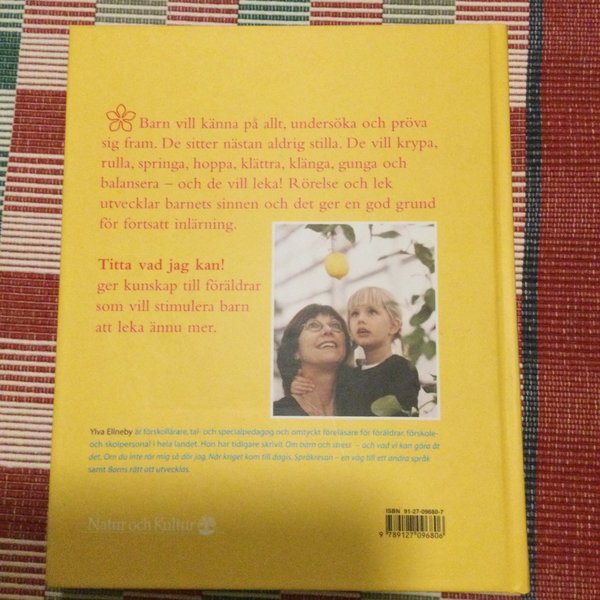 Barn vill känna på allt, undersöka och pröva
sig fram. De sitter nästan aldrig stilla. De vill krypa,
rulla, springa, hoppa, klättra, klänga, gunga och
balansera – och de vill leka! Rörelse och lek
utvecklar barnets sinnen och det ger en god grund
för fortsatt inlärning.
Titta vad jag kan!
ger kunskap till föräldrar
som vill stimulera barn
att leka ännu mer.
Ylva Ellneby är förskollärare, tal- och specialpedagog och omtyckt föreläsare för föräldrar, förskole-
och skolpersonal i hela landet. Hon har tidigare skrivit Om barn och stress – och vad vi kan göra åt
det, Om du inte rör mig så dör jag, När kriget kom till dagis, Språkresan – en väg till ett andra språk
samt Barns rätt att utvecklas.
Natur och Kultur
ISBN 91-27-09680-7
9 789127 096806